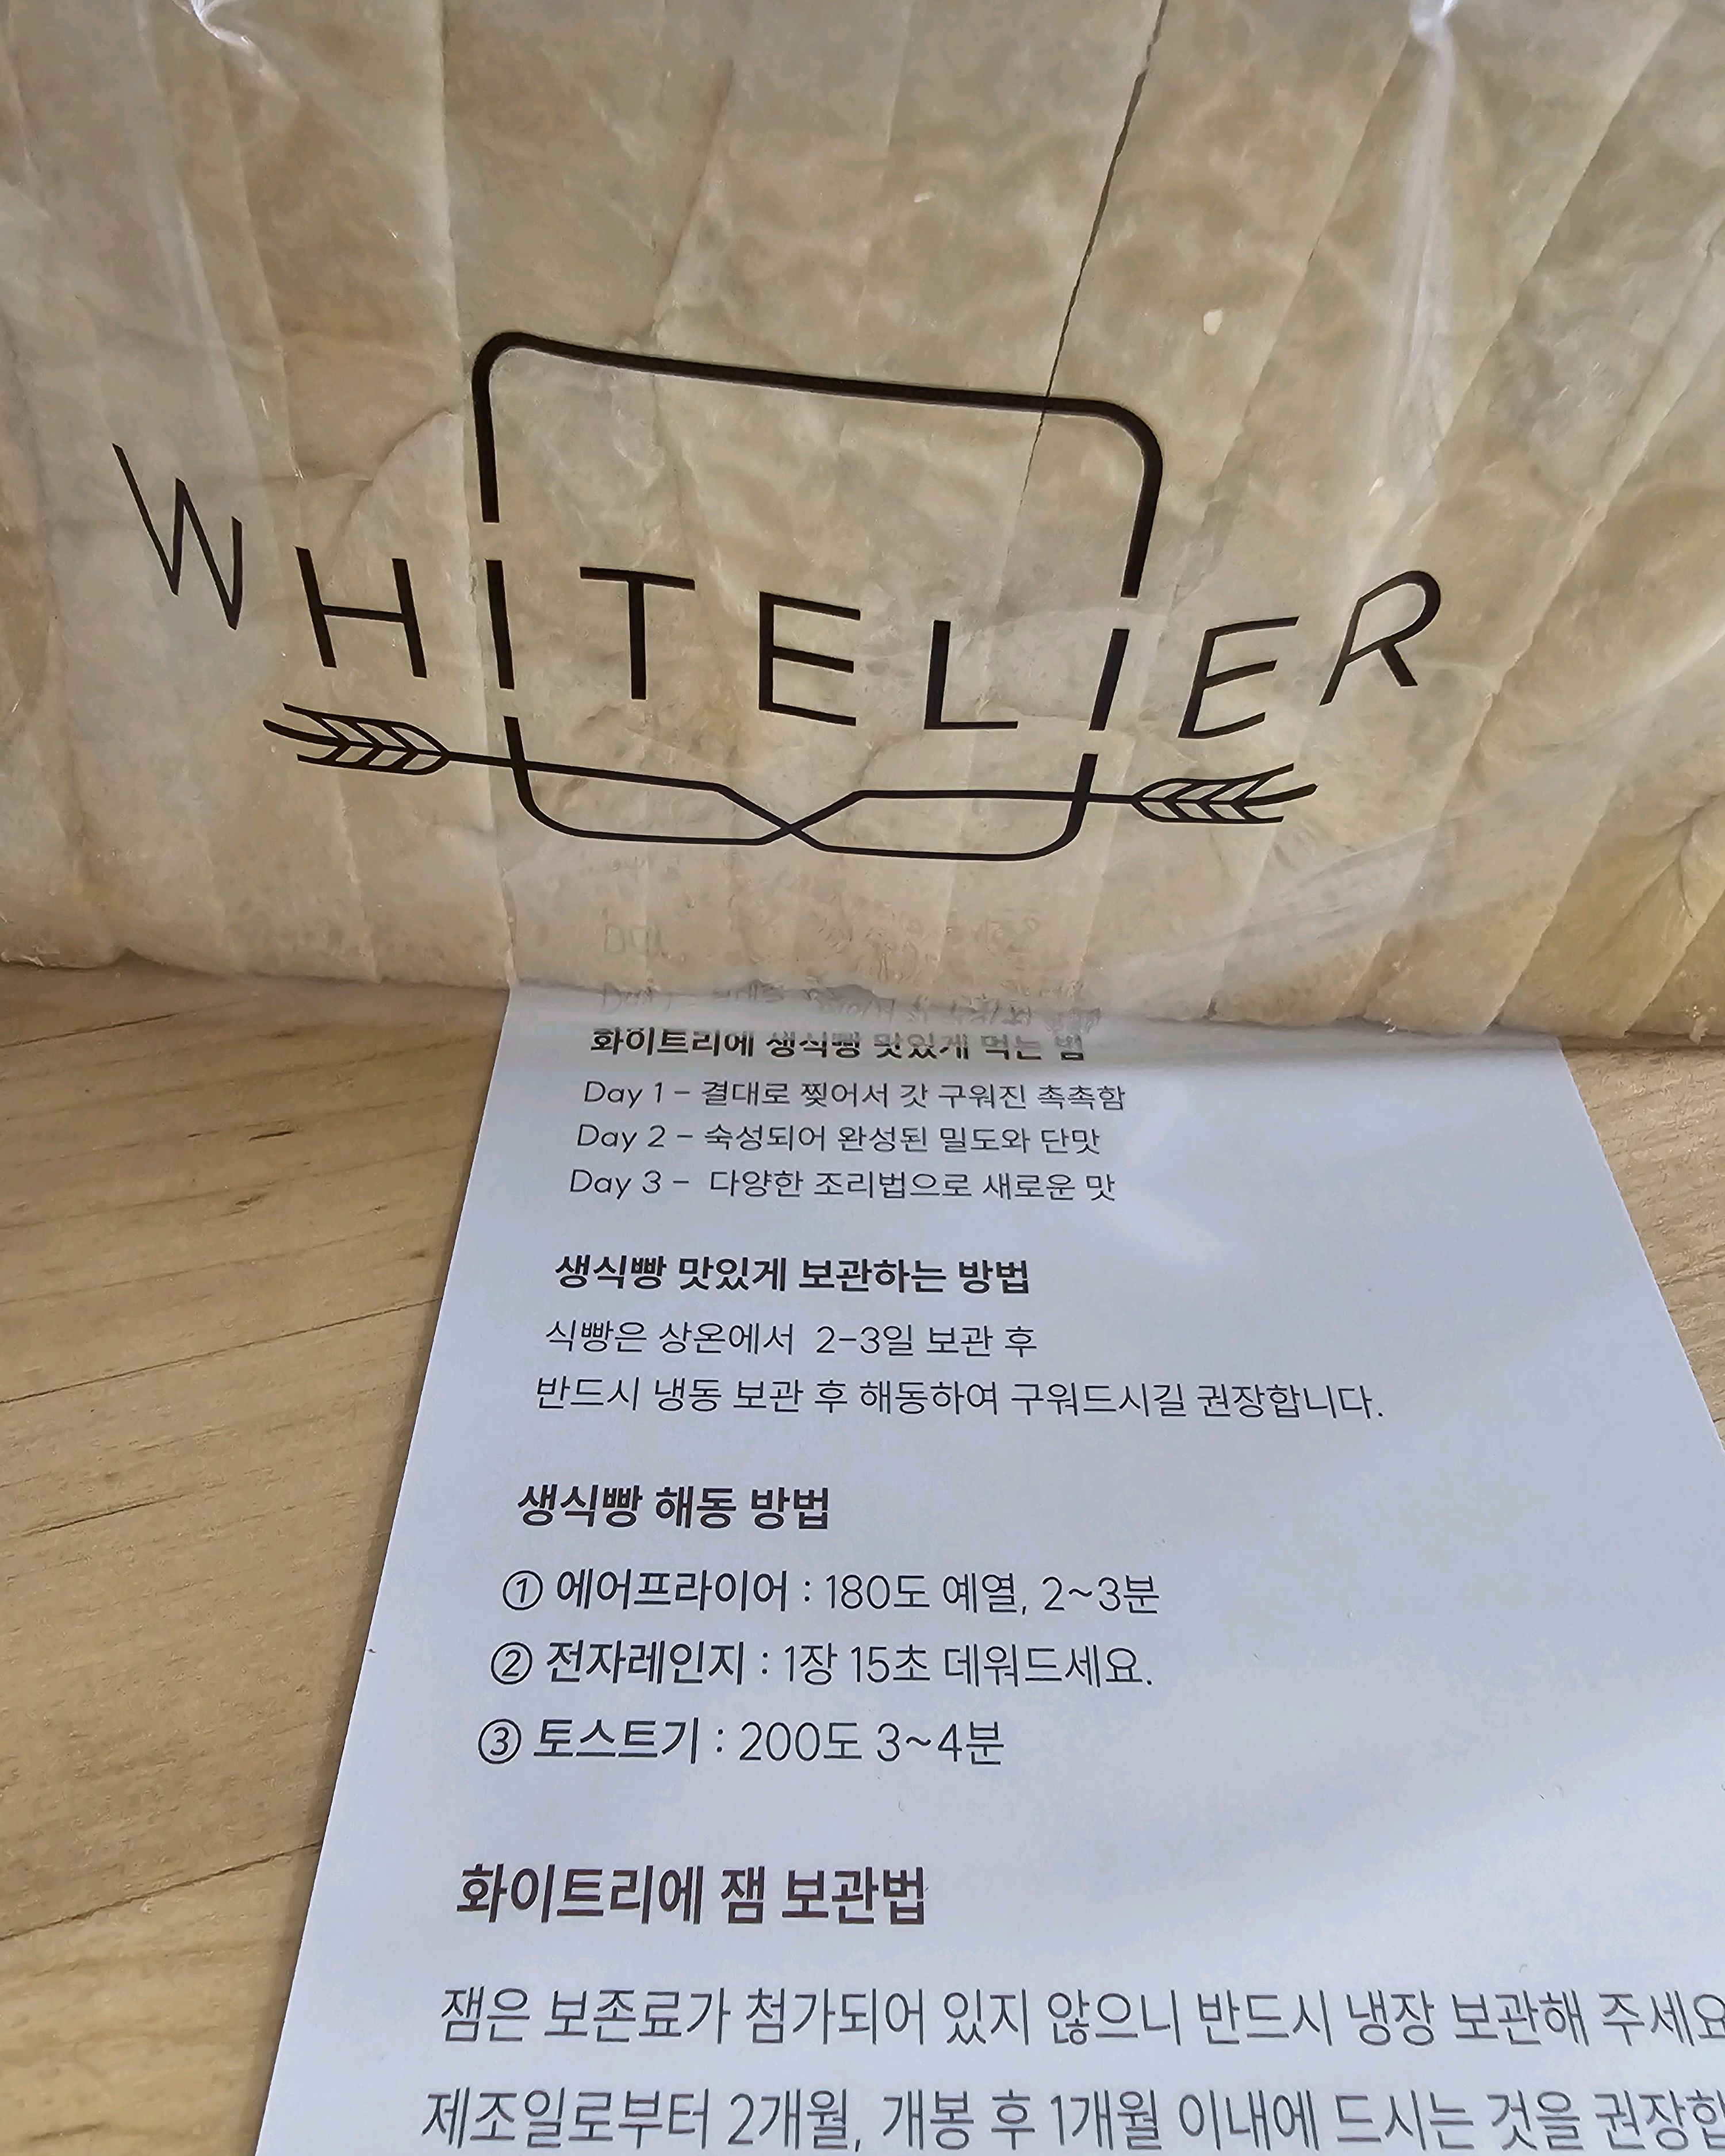 WHITELIER
화이트리에 생식빵 맛있게 먹는 법
Day 1 - 결대로 찢어서 갓 구워진 촉촉함
Day 2 - 숙성되어 완성된 밀도와 단맛
Day 3 - 다양한 조리법으로 새로운 맛
생식빵 맛있게 보관하는 방법
식빵은 상온에서 2-3일 보관 후
반드시 냉동 보관 후 해동하여 구워드시길 권장합니다.
생식빵 해동 방법
① 에어프라이어 : 180도 예열, 2~3분
② 전자레인지 : 1장 15초 데워드세요.
③ 토스트기 : 200도 3~4분
화이트리에 잼 보관법
잼은 보존료가 첨가되어 있지 않으니 반드시 냉장 보관해 주세요
제조일로부터 2개월, 개봉 후 1개월 이내에 드시는 것을 권장합